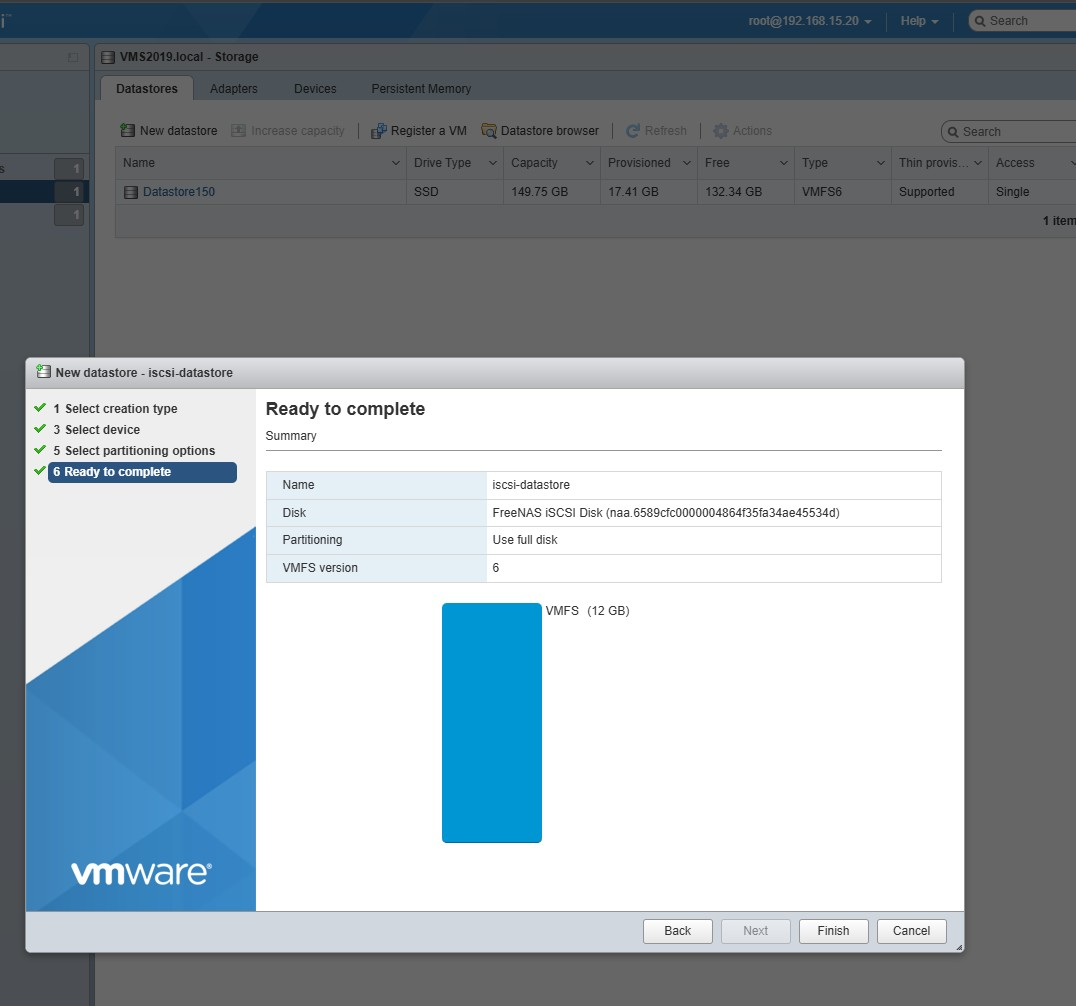 root@192.168.15.20 Help Search
VMS2019.local - Storage
Datastores Adapters Devices Persistent Memory
New datastore Increase capacity Register a VM Datastore browser Refresh Actions Search
Name Drive Type Capacity Provisioned Free Type Thin provis... Access
Datastore150 SSD 149.75 GB 17.41 GB 132.34 GB VMFS6 Supported Single
1 item
s 1
1
1
New datastore - iscsi-datastore
1 Select creation type
3 Select device
5 Select partitioning options
6 Ready to complete
Ready to complete
Summary
Name iscsi-datastore
Disk FreeNAS iSCSI Disk (naa.6589cfc0000004864f35fa34ae45534d)
Partitioning Use full disk
VMFS version 6
VMFS (12 GB)
vmware®
Back Next Finish Cancel